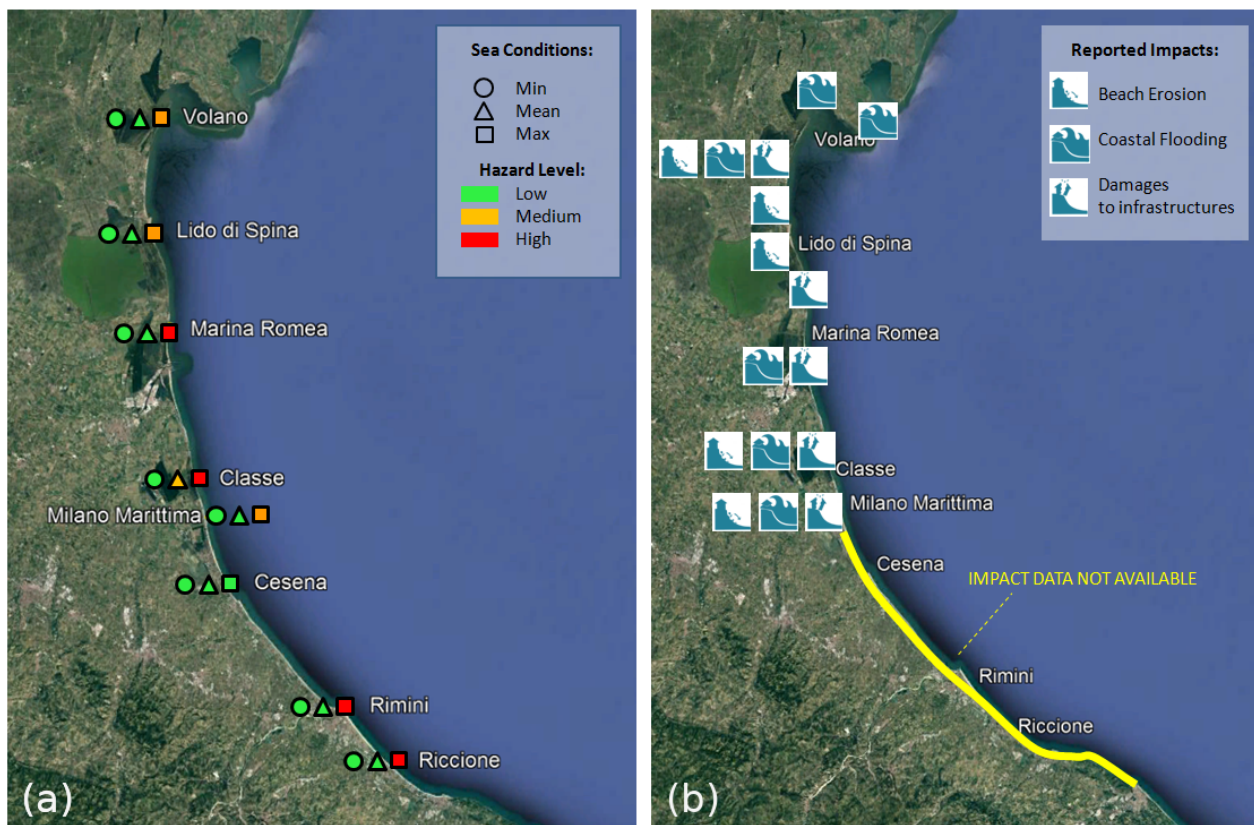 Sea Conditions:
Min
Mean
Max
Hazard Level:
Low
Medium
High
Volano
Lido di Spina
Marina Romea
Classe
Milano Marittima
Cesena
Rimini
Riccione
(a)
Reported Impacts:
Beach Erosion
Coastal Flooding
Damages
to infrastructures
Volano
Lido di Spina
Marina Romea
Classe
Milano Marittima
Cesena
IMPACT DATA NOT AVAILABLE
Rimini
Riccione
(b)